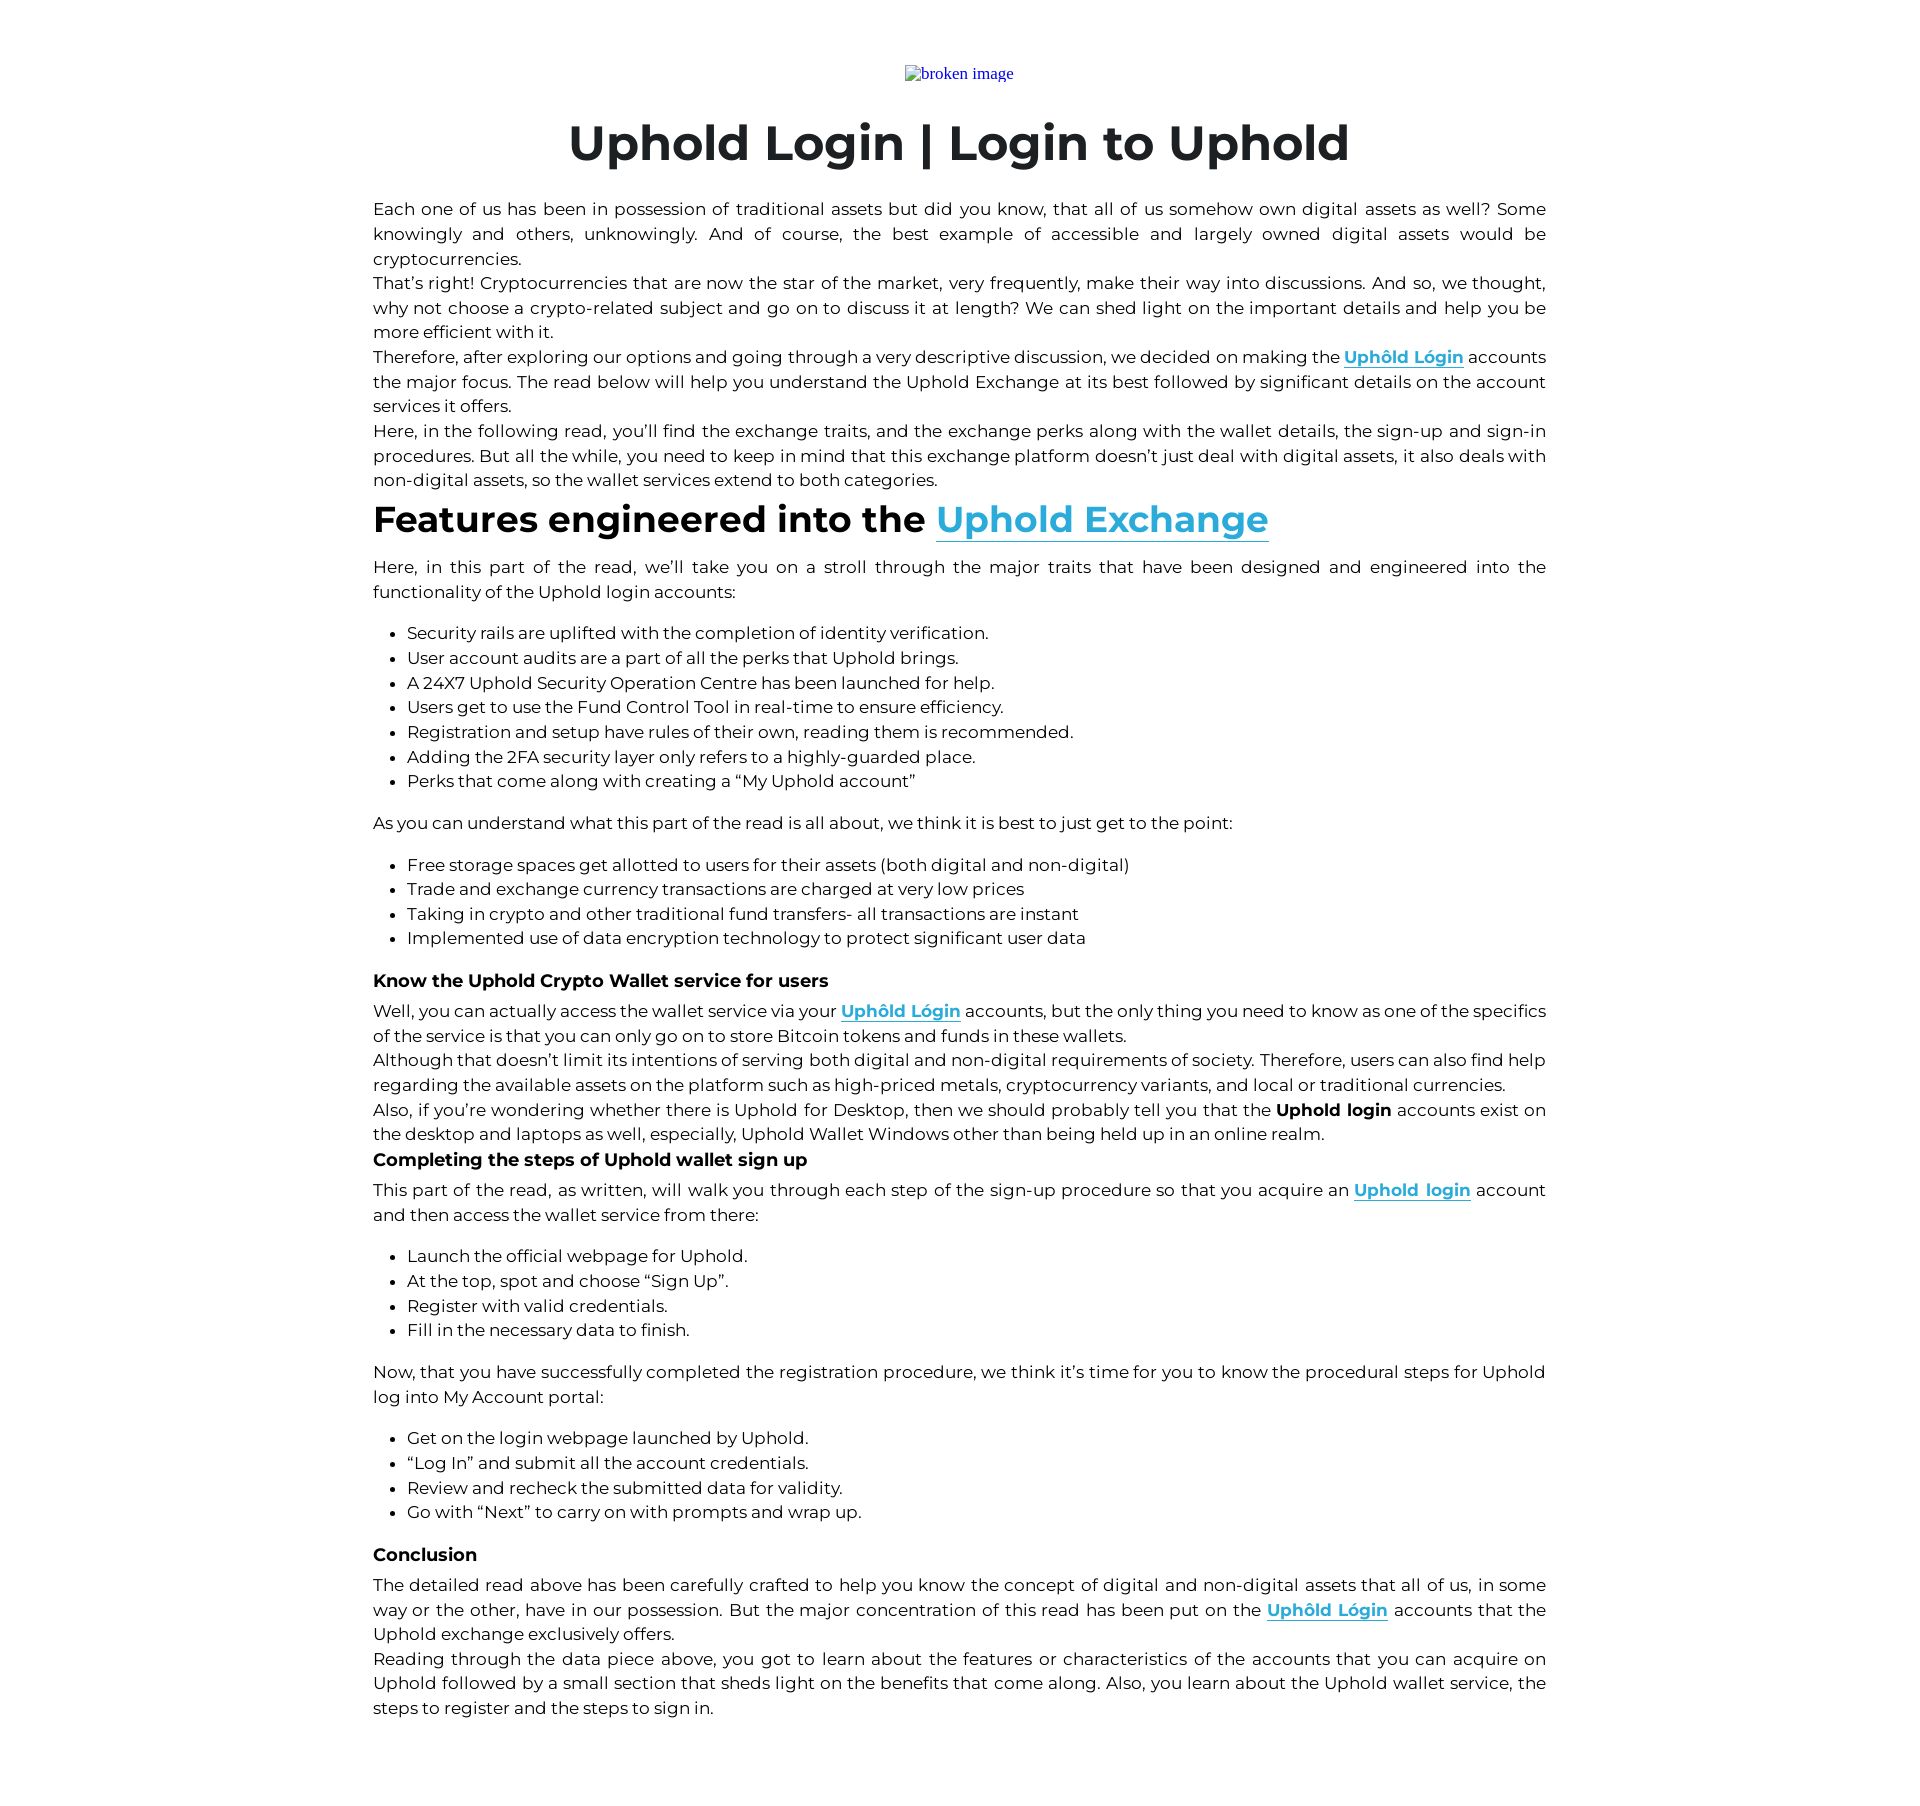 broken image
Uphold Login | Login to Uphold
Each one of us has been in possession of traditional assets but did you know, that all of us somehow own digital assets as well? Some
knowingly and others, unknowingly. And of course, the best example of accessible and largely owned digital assets would be
cryptocurrencies.
That’s right! Cryptocurrencies that are now the star of the market, very frequently, make their way into discussions. And so, we thought,
why not choose a crypto-related subject and go on to discuss it at length? We can shed light on the important details and help you be
more efficient with it.
Therefore, after exploring our options and going through a very descriptive discussion, we decided on making the Uphôld Lógin accounts
the major focus. The read below will help you understand the Uphold Exchange at its best followed by significant details on the account
services it offers.
Here, in the following read, you’ll find the exchange traits, and the exchange perks along with the wallet details, the sign-up and sign-in
procedures. But all the while, you need to keep in mind that this exchange platform doesn’t just deal with digital assets, it also deals with
non-digital assets, so the wallet services extend to both categories.
Features engineered into the Uphold Exchange
Here, in this part of the read, we’ll take you on a stroll through the major traits that have been designed and engineered into the
functionality of the Uphold login accounts:
• Security rails are uplifted with the completion of identity verification.
• User account audits are a part of all the perks that Uphold brings.
• A 24X7 Uphold Security Operation Centre has been launched for help.
• Users get to use the Fund Control Tool in real-time to ensure efficiency.
• Registration and setup have rules of their own, reading them is recommended.
• Adding the 2FA security layer only refers to a highly-guarded place.
• Perks that come along with creating a “My Uphold account”
As you can understand what this part of the read is all about, we think it is best to just get to the point:
• Free storage spaces get allotted to users for their assets (both digital and non-digital)
• Trade and exchange currency transactions are charged at very low prices
• Taking in crypto and other traditional fund transfers- all transactions are instant
• Implemented use of data encryption technology to protect significant user data
Know the Uphold Crypto Wallet service for users
Well, you can actually access the wallet service via your Uphôld Lógin accounts, but the only thing you need to know as one of the specifics
of the service is that you can only go on to store Bitcoin tokens and funds in these wallets.
Although that doesn’t limit its intentions of serving both digital and non-digital requirements of society. Therefore, users can also find help
regarding the available assets on the platform such as high-priced metals, cryptocurrency variants, and local or traditional currencies.
Also, if you’re wondering whether there is Uphold for Desktop, then we should probably tell you that the Uphold login accounts exist on
the desktop and laptops as well, especially, Uphold Wallet Windows other than being held up in an online realm.
Completing the steps of Uphold wallet sign up
This part of the read, as written, will walk you through each step of the sign-up procedure so that you acquire an Uphold login account
and then access the wallet service from there:
• Launch the official webpage for Uphold.
• At the top, spot and choose “Sign Up”.
• Register with valid credentials.
• Fill in the necessary data to finish.
Now, that you have successfully completed the registration procedure, we think it’s time for you to know the procedural steps for Uphold
log into My Account portal:
• Get on the login webpage launched by Uphold.
• “Log In” and submit all the account credentials.
• Review and recheck the submitted data for validity.
• Go with “Next” to carry on with prompts and wrap up.
Conclusion
The detailed read above has been carefully crafted to help you know the concept of digital and non-digital assets that all of us, in some
way or the other, have in our possession. But the major concentration of this read has been put on the Uphôld Lógin accounts that the
Uphold exchange exclusively offers.
Reading through the data piece above, you got to learn about the features or characteristics of the accounts that you can acquire on
Uphold followed by a small section that sheds light on the benefits that come along. Also, you learn about the Uphold wallet service, the
steps to register and the steps to sign in.